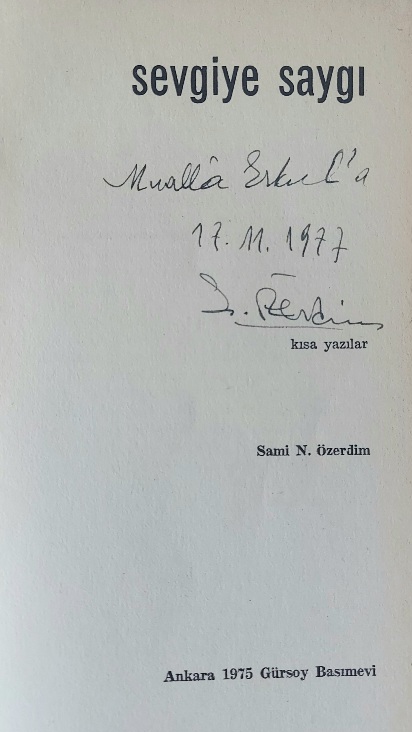 sevgiye saygı
Muallâ Erkul'a
17.11.1977
S. Özerdim
kısa yazılar
Sami N. Özerdim
Ankara 1975 Gürsoy Basımevi